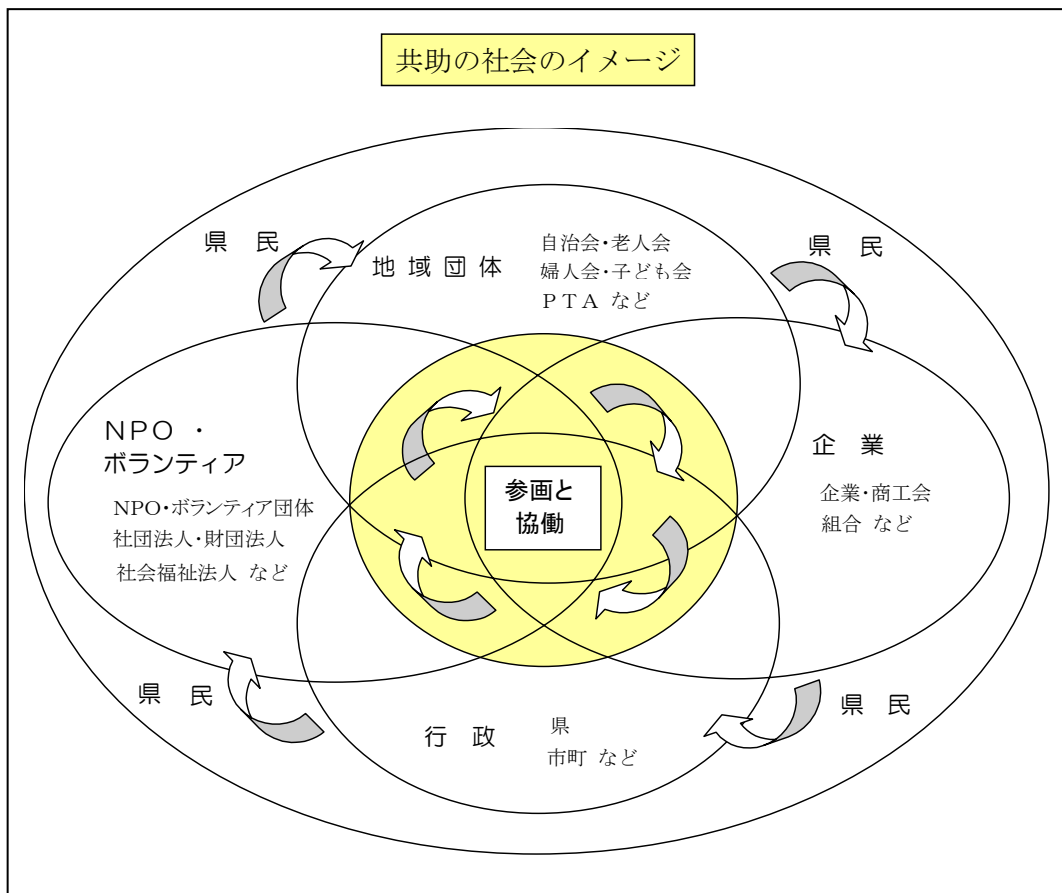 共助の社会のイメージ
県 民
県 民
地 域 団 体
自治会・老人会
婦人会・子ども会
ＰＴＡ など
ＮＰＯ ・
ボランティア
NPO・ボランティア団体
社団法人・財団法人
社会福祉法人 など
参画と
協働
企 業
企業・商工会
組合 など
県 民
県 民
行 政
県
市町 など